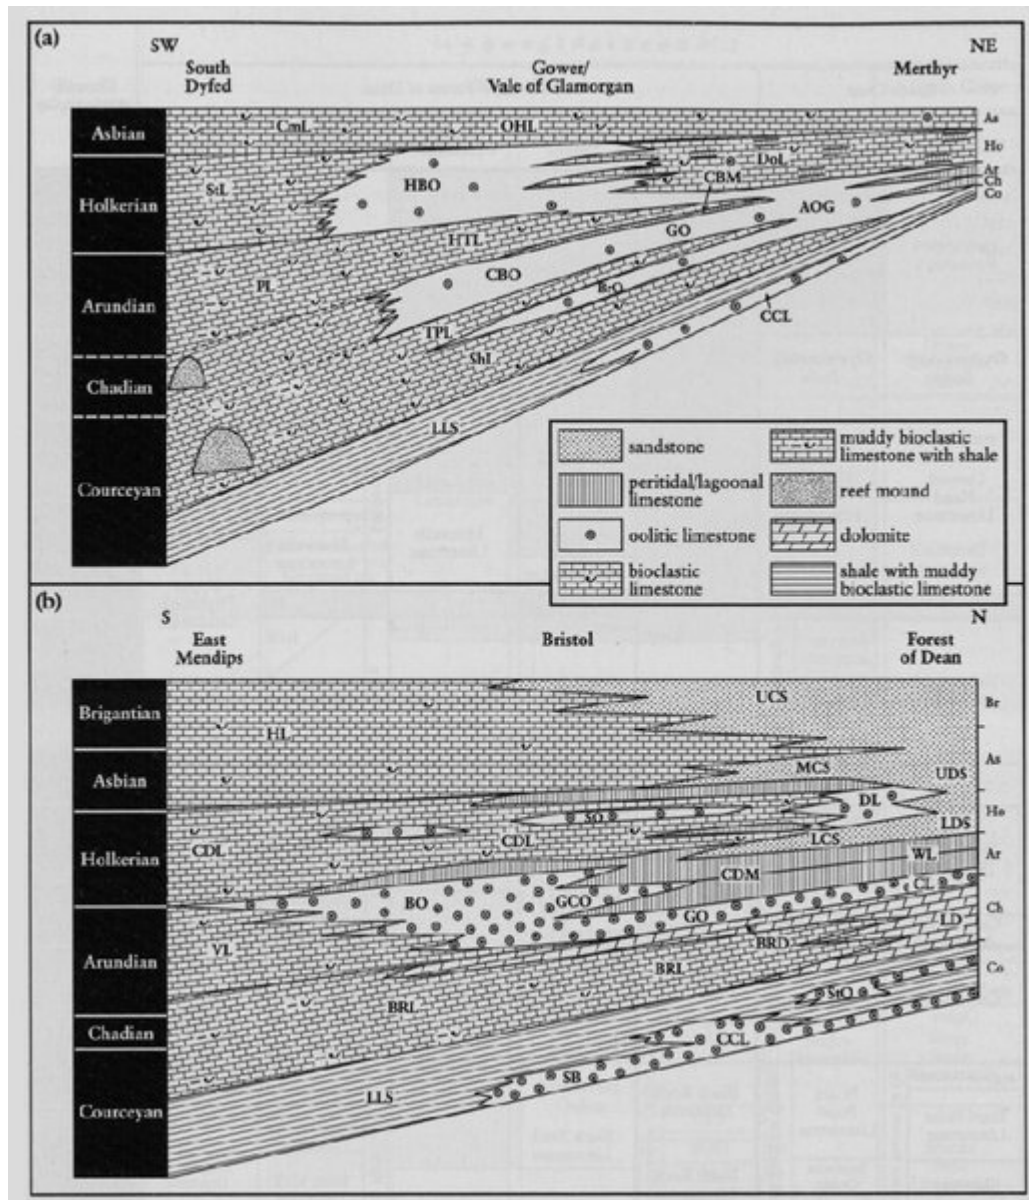 (a)
SW
NE
South
Dyfed
Gower/
Vale of Glamorgan
Merthyr
Asbian
CmL
OHL
As
Ho
Holkerian
StL
HBO
DoL
CBM
Ar
Ch
Co
HTL
GO
AOG
Arundian
PL
CBO
BrO
TPL
CCL
Chadian
ShL
LLS
Courceyan
sandstone
peritidal/lagoonal
limestone
oolitic limestone
bioclastic
limestone
muddy bioclastic
limestone with shale
reef mound
dolomite
shale with muddy
bioclastic limestone
(b)
S
N
East
Mendips
Bristol
Forest
of Dean
Brigantian
UCS
Br
HL
Asbian
MCS
As
UDS
DL
Ho
SO
Holkerian
CDL
CDL
LCS
LDS
CDM
WL
Ar
BO
GCO
GO
CL
Ch
Arundian
VL
BRD
LD
BRL
BRL
Co
Chadian
StO
CCL
SB
Courceyan
LLS